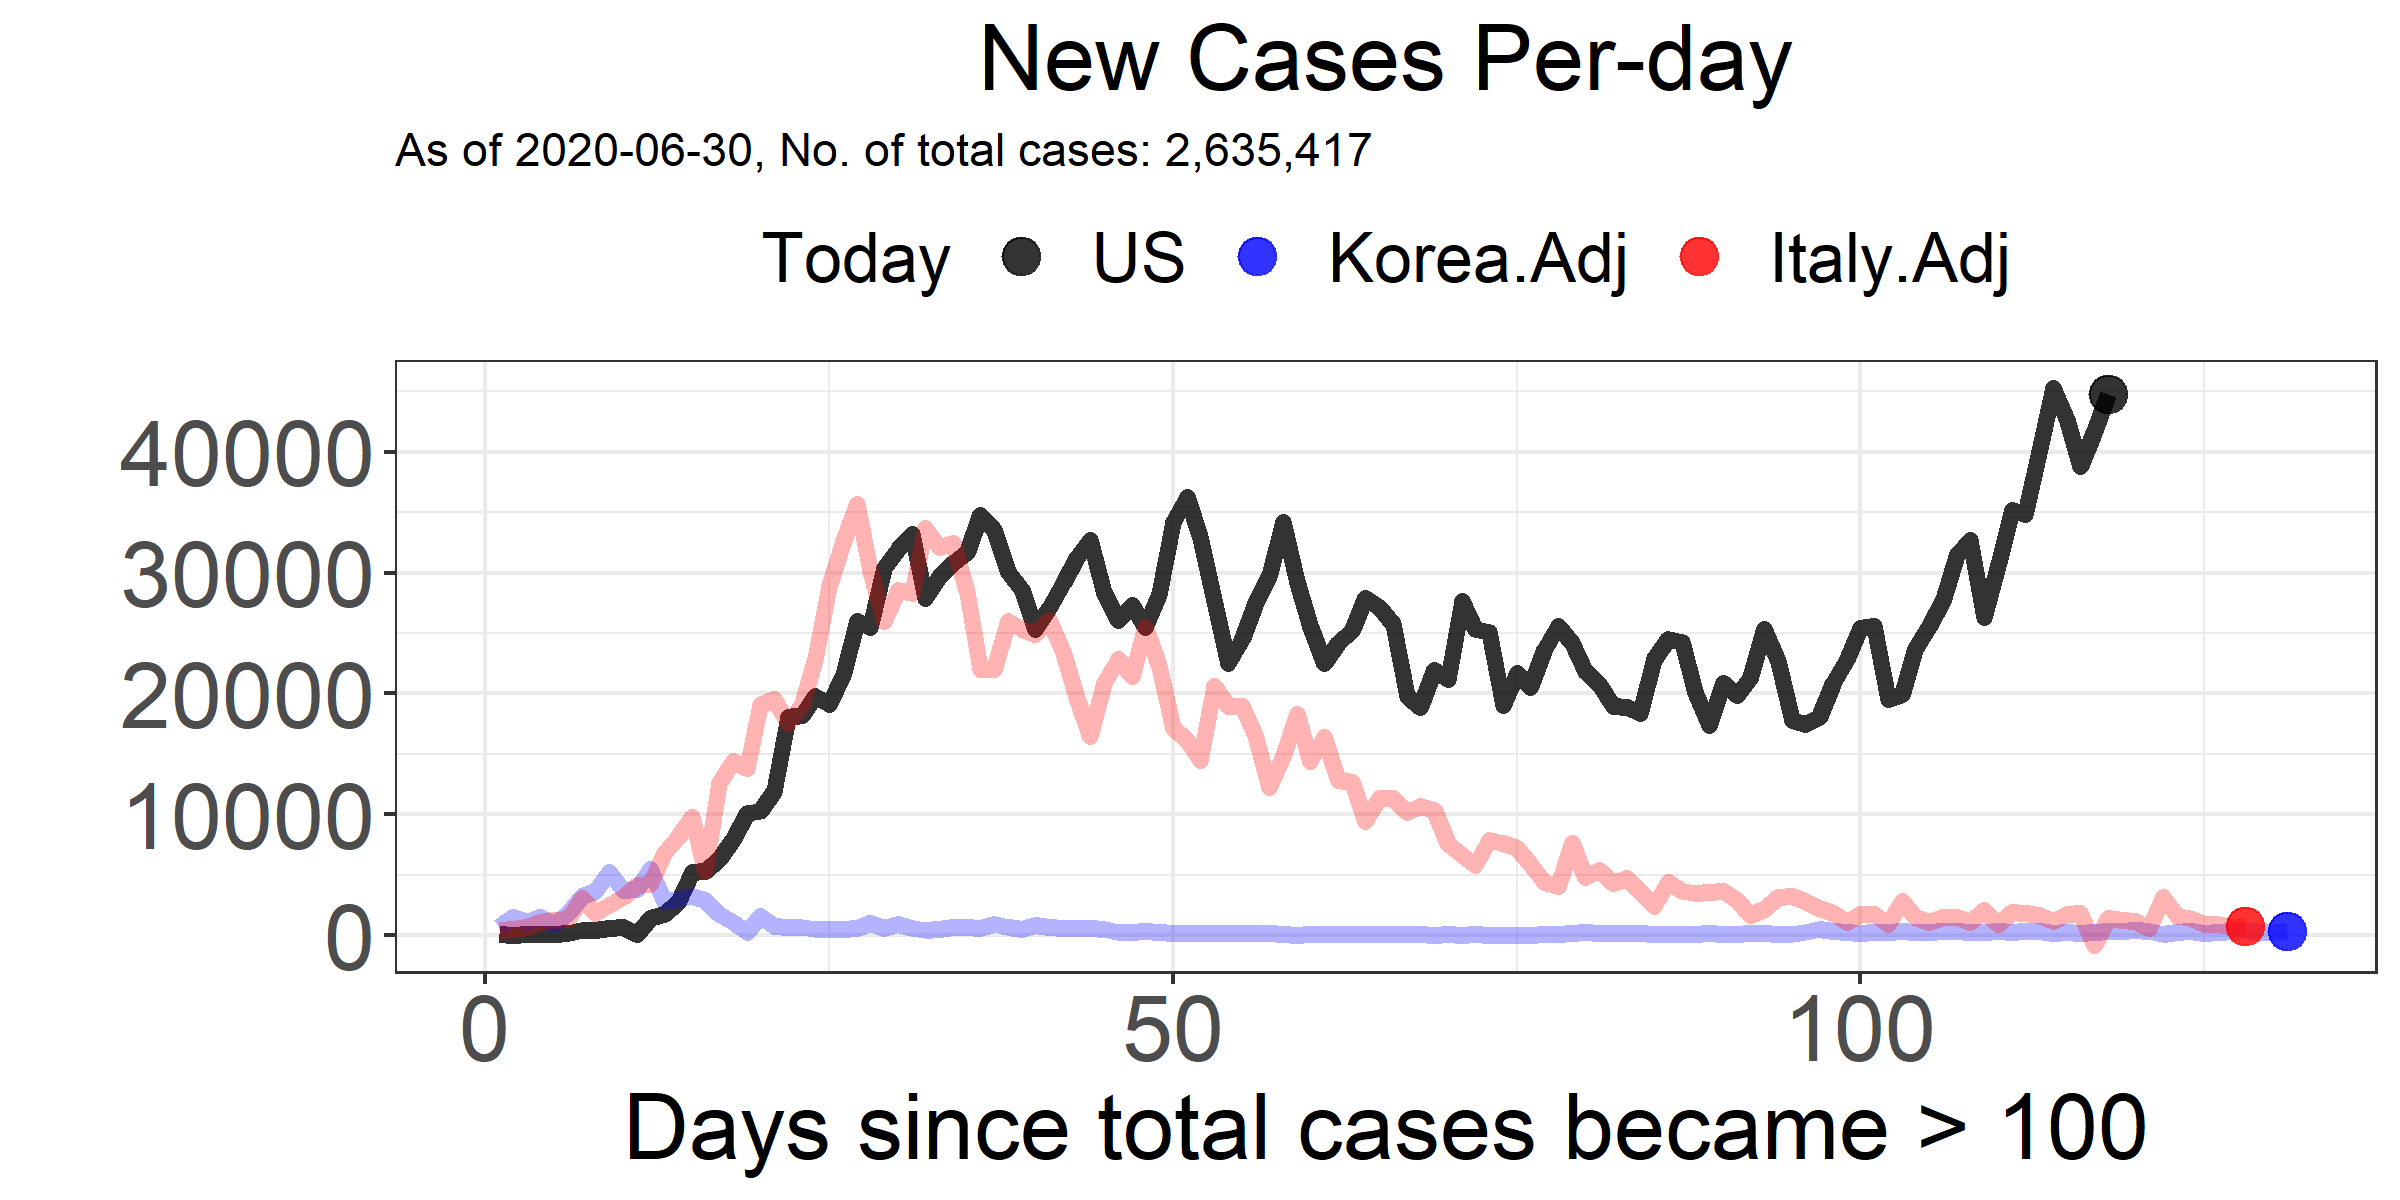 New Cases Per-day
As of 2020-06-30, No. of total cases: 2,635,417
Today US Korea.Adj Italy.Adj
40000
30000
20000
10000
0
0 50 100
Days since total cases became > 100